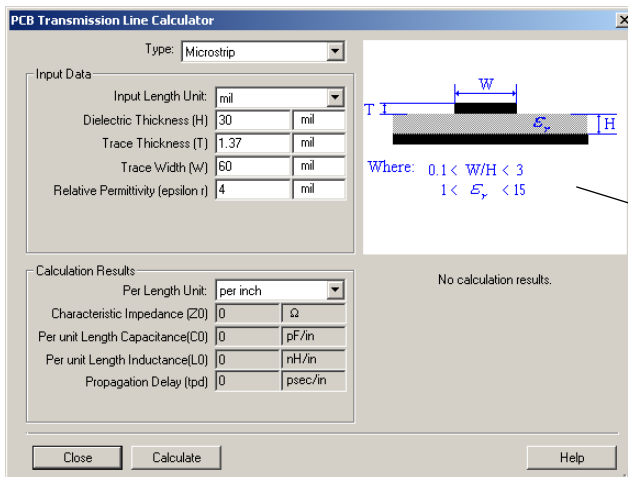 PCB Transmission Line Calculator
Type: Microstrip
Input Data
Input Length Unit: mil
Dielectric Thickness (H) 30 mil
Trace Thickness (T) 1.37 mil
Trace Width (W) 60 mil
Relative Permittivity (epsilon r) 4 mil
W
T
εr
H
Where: 0.1 < W/H < 3
1 < εr < 15
Calculation Results
Per Length Unit: per inch
Characteristic Impedance (Z0) 0 Ω
Per unit Length Capacitance(C0) 0 pF/in
Per unit Length Inductance(L0) 0 nH/in
Propagation Delay (tpd) 0 psec/in
No calculation results.
Close Calculate Help